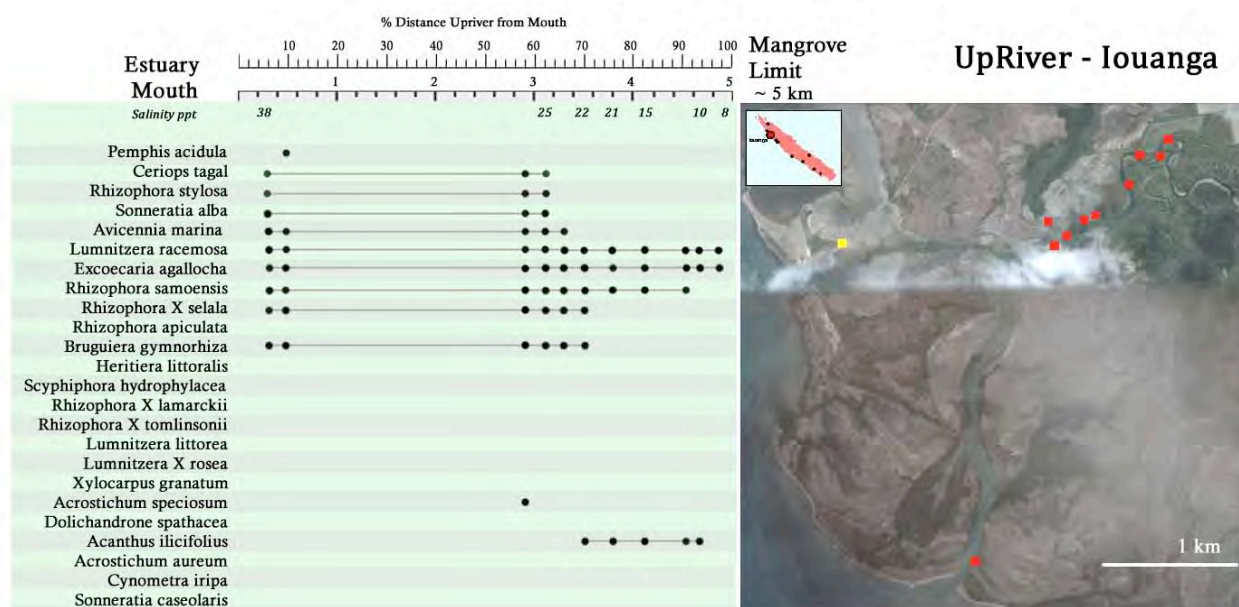 % Distance Upriver from Mouth
10 20 30 40 50 60 70 80 90 100
Estuary
Mouth
1 2 3 4 5
Mangrove
Limit
~ 5 km
UpRiver - Iouanga
Salinity ppt 38 25 22 21 15 10 8
Pemphis acidula
Ceriops tagal
Rhizophora stylosa
Sonneratia alba
Avicennia marina
Lumnitzera racemosa
Excoecaria agallocha
Rhizophora samoensis
Rhizophora X selala
Rhizophora apiculata
Bruguiera gymnorhiza
Heritiera littoralis
Scyphiphora hydrophylacea
Rhizophora X lamarckii
Rhizophora X tomlinsonii
Lumnitzera littorea
Lumnitzera X rosea
Xylocarpus granatum
Acrostichum speciosum
Dolichandrone spathacea
Acanthus ilicifolius
Acrostichum aureum
Cynometra iripa
Sonneratia caseolaris
1 km